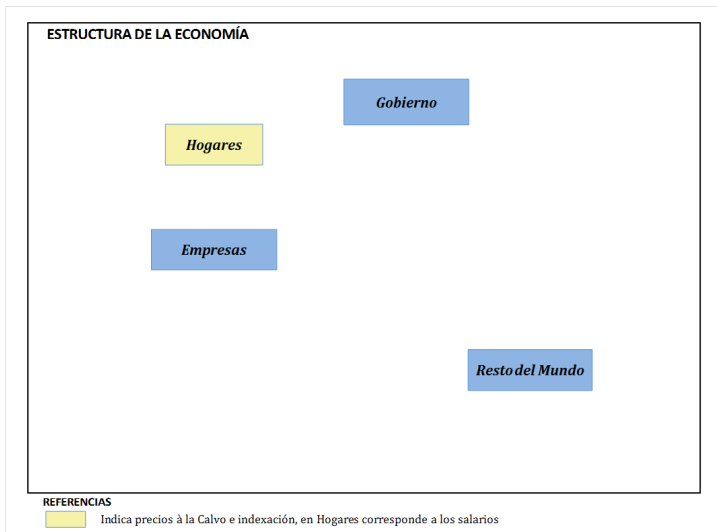 ESTRUCTURA DE LA ECONOMÍA
Gobierno
Hogares
Empresas
Resto del Mundo
REFERENCIAS
Indica precios à la Calvo e indexación, en Hogares corresponde a los salarios